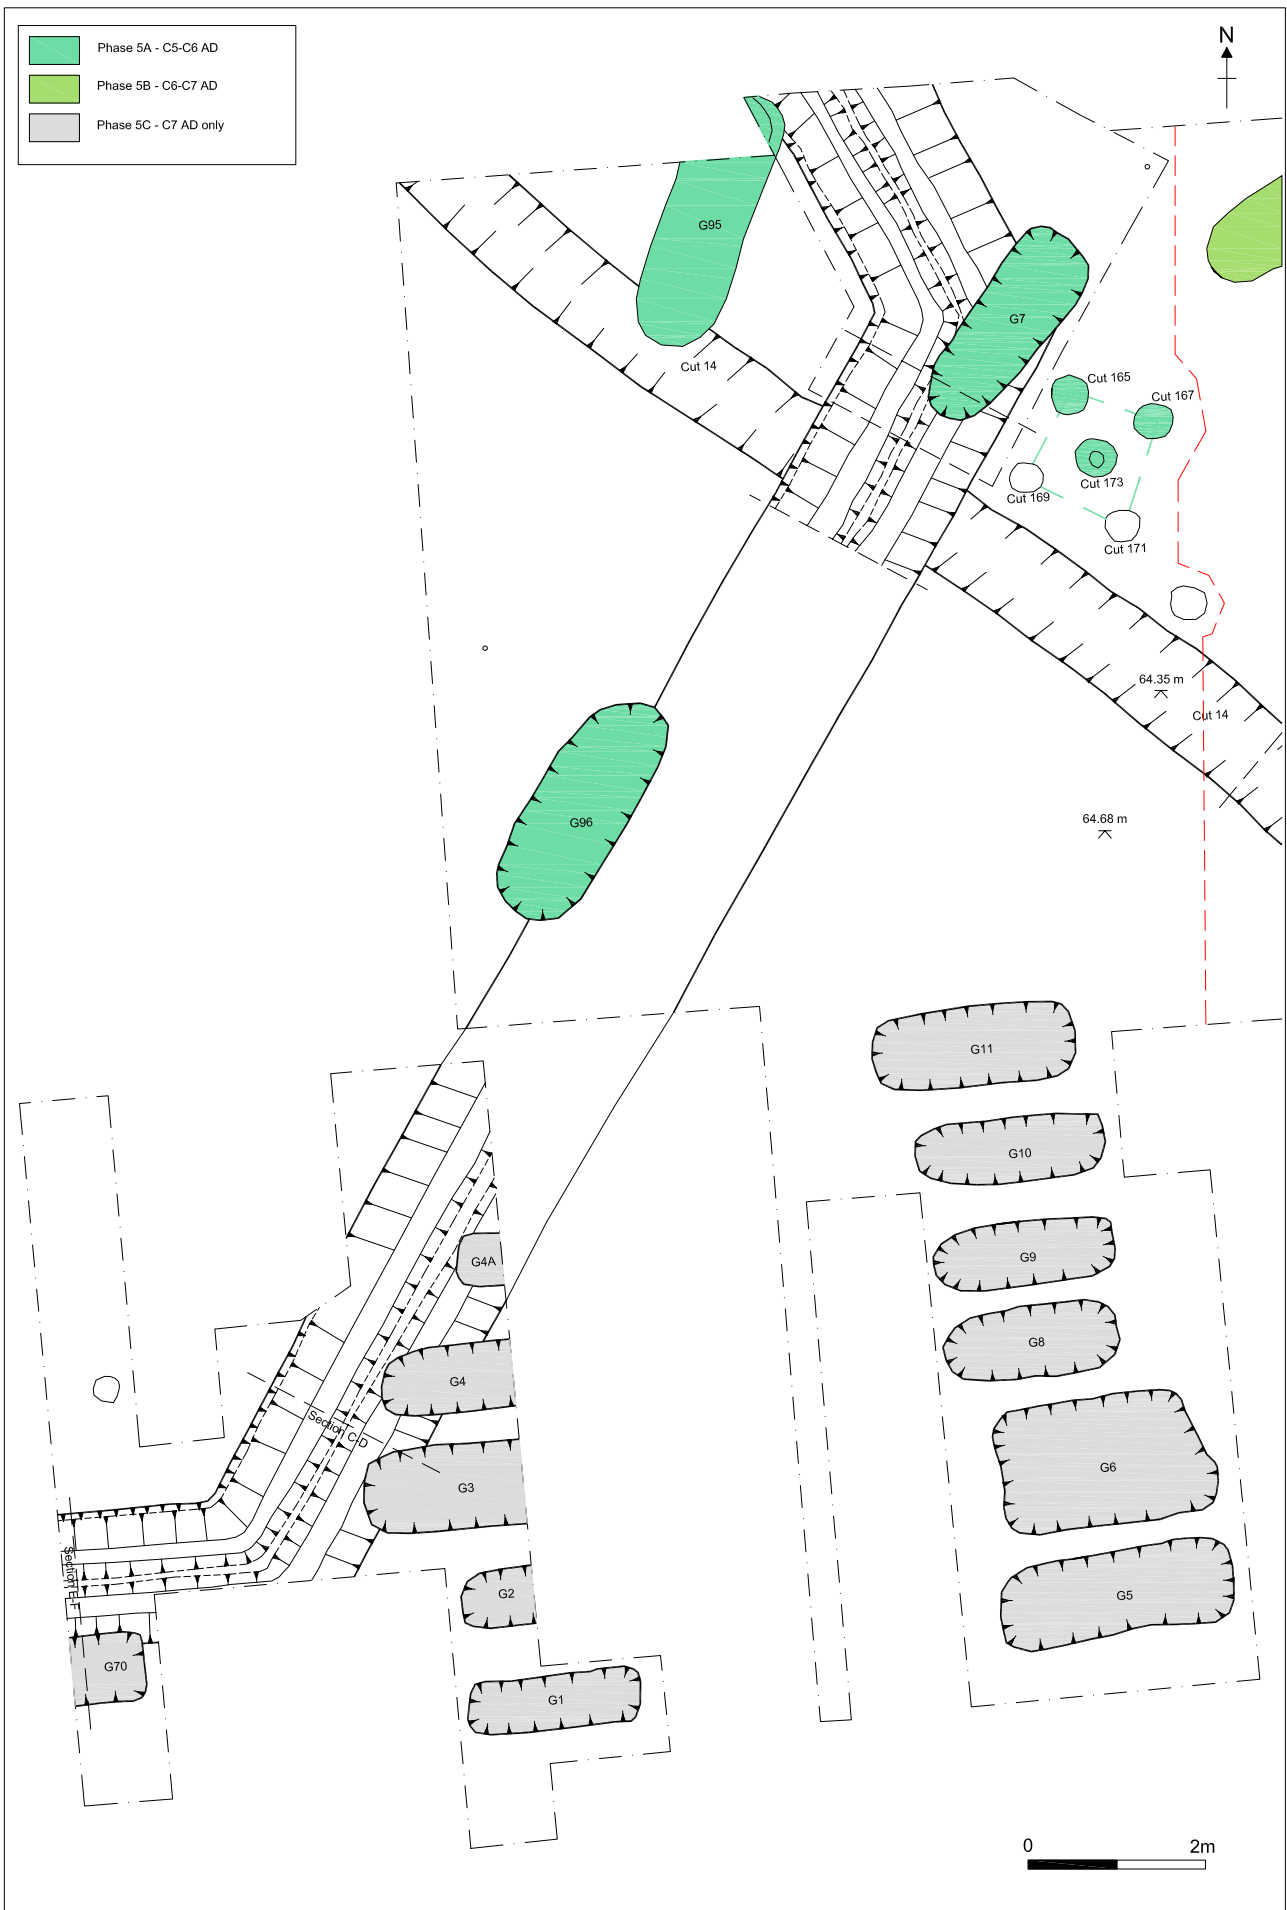 Phase 5A - C5-C6 AD
Phase 5B - C6-C7 AD
Phase 5C - C7 AD only
N
G95
G7
Cut 14
Cut 165
Cut 167
Cut 173
Cut 169
Cut 171
64.35 m
Cut 14
64.68 m
G96
G11
G10
G9
G8
G6
G5
G4A
G4
Section C-D
G3
G2
Section E-F
G70
G1
0 2m